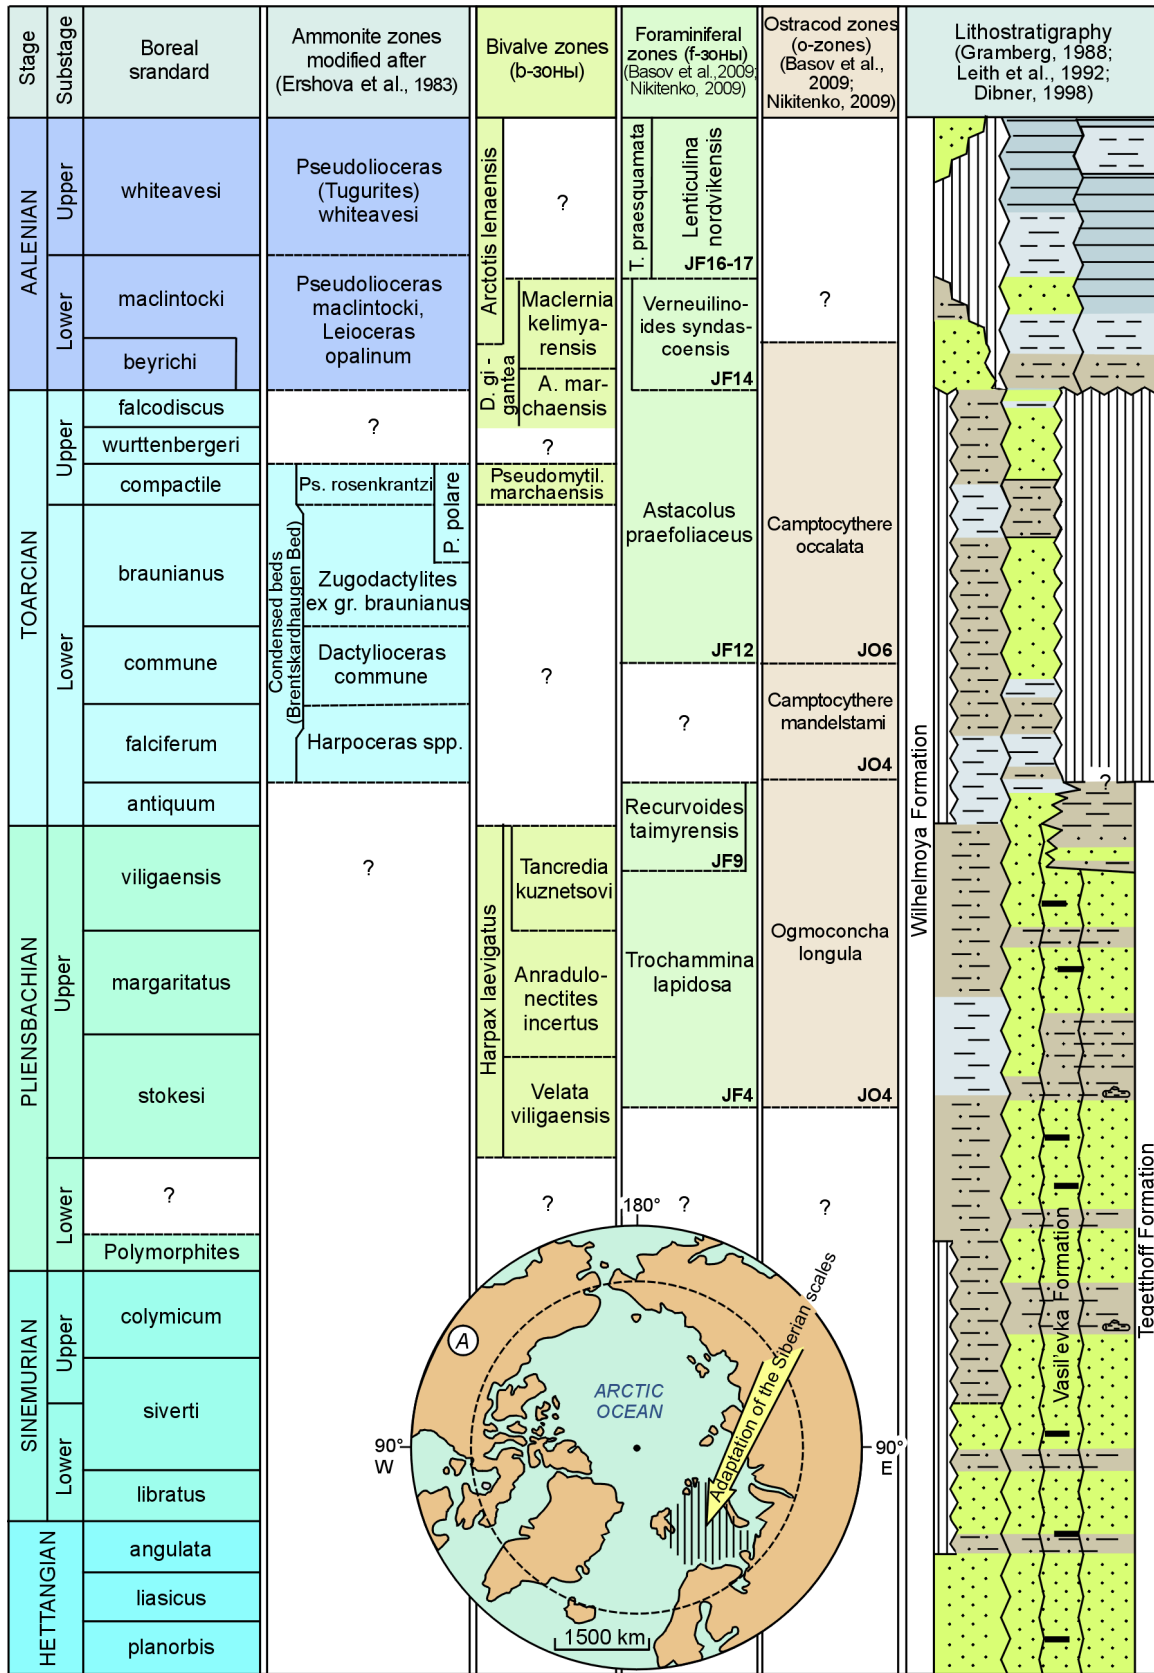 Stage
Substage
Boreal
srandard
Ammonite zones
modified after
(Ershova et al., 1983)
Bivalve zones
(b-зоны)
Foraminiferal
zones (f-зоны)
(Basov et al.,2009;
Nikitenko, 2009)
Ostracod zones
(o-zones)
(Basov et al.,
2009;
Nikitenko, 2009)
Lithostratigraphy
(Gramberg, 1988;
Leith et al., 1992;
Dibner, 1998)
AALENIAN
Upper
Lower
whiteavesi
maclintocki
beyrichi
Pseudolioceras
(Tugurites)
whiteavesi
Pseudolioceras
maclintocki,
Leioceras
opalinum
Arctotis lenaensis
?
D. gi -
gantea
Maclernia
kelimya-
rensis
A. mar-
chaensis
T. praesquamata
Lenticulina
nordvikensis
JF16-17
Verneuilino-
ides syndas-
coensis
JF14
?
TOARCIAN
Upper
Lower
falcodiscus
wurttenbergeri
compactile
braunianus
commune
falciferum
antiquum
?
Condensed beds
(Brentskardhaugen Bed)
Ps. rosenkrantzi
P. polare
Zugodactylites
ex gr. braunianus
Dactylioceras
commune
Harpoceras spp.
?
?
Pseudomytil.
marchaensis
?
Astacolus
praefoliaceus
JF12
?
Recurvoides
taimyrensis
JF9
Camptocythere
occalata
JO6
Camptocythere
mandelstami
JO4
PLIENSBACHIAN
Upper
Lower
viligaensis
margaritatus
stokesi
?
Polymorphites
Harpax laevigatus
Tancredia
kuznetsovi
Anradulo-
nectites
incertus
Velata
viligaensis
?
Trochammina
lapidosa
JF4
?
Ogmoconcha
longula
JO4
?
SINEMURIAN
Upper
Lower
colymicum
siverti
libratus
HETTANGIAN
angulata
liasicus
planorbis
Wilhelmoya Formation
?
Vasil'evka Formation
Tegetthoff Formation
180°
A
ARCTIC
OCEAN
Adaptation of the Siberian scales
90°
W
90°
E
1500 km